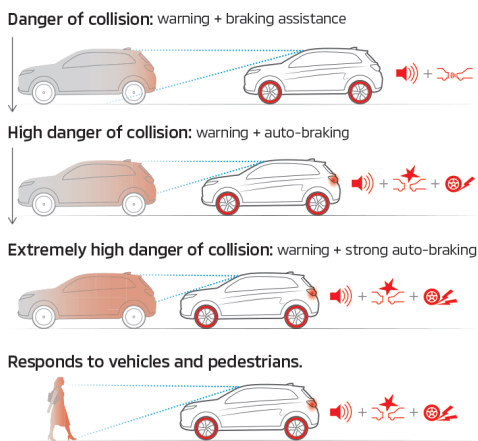 Danger of collision: warning + braking assistance
High danger of collision: warning + auto-braking
Extremely high danger of collision: warning + strong auto-braking
Responds to vehicles and pedestrians.